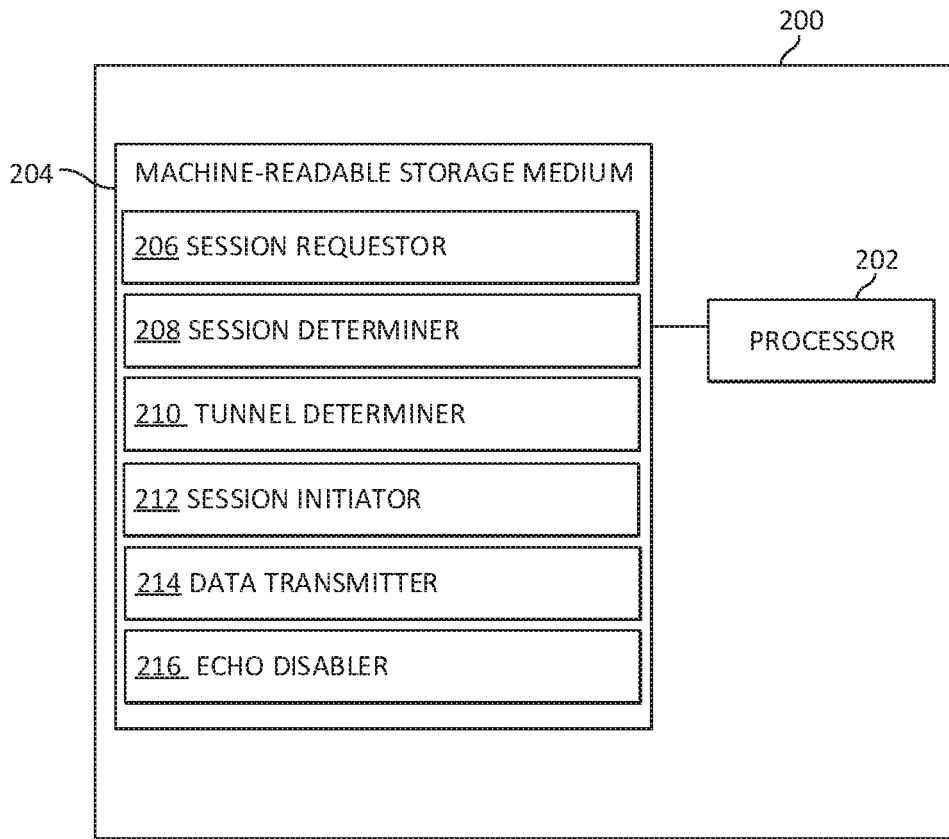 200
204
MACHINE-READABLE STORAGE MEDIUM
206 SESSION REQUESTOR
208 SESSION DETERMINER
210 TUNNEL DETERMINER
212 SESSION INITIATOR
214 DATA TRANSMITTER
216 ECHO DISABLER
202
PROCESSOR